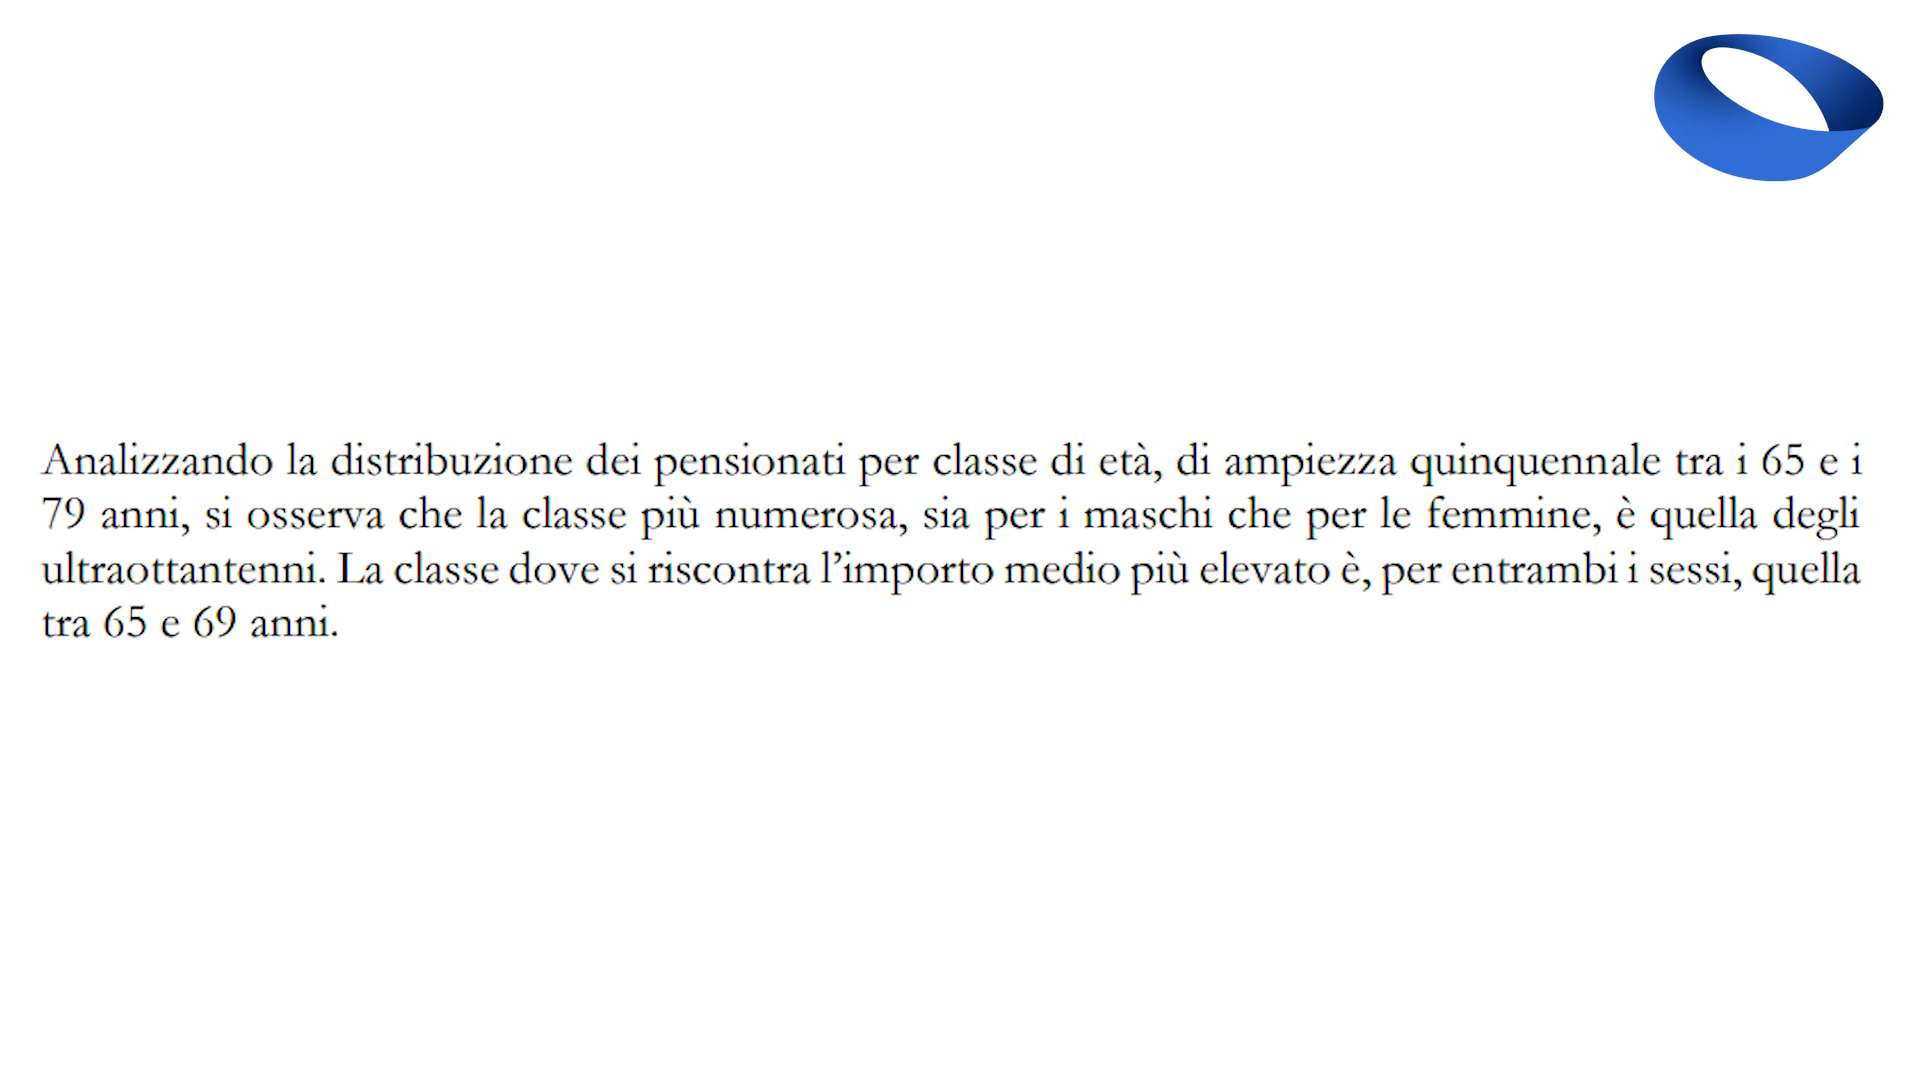 Analizzando la distribuzione dei pensionati per classe di età, di ampiezza quinquennale tra i 65 e i
79 anni, si osserva che la classe più numerosa, sia per i maschi che per le femmine, è quella degli
ultraottantenni. La classe dove si riscontra l’importo medio più elevato è, per entrambi i sessi, quella
tra 65 e 69 anni.